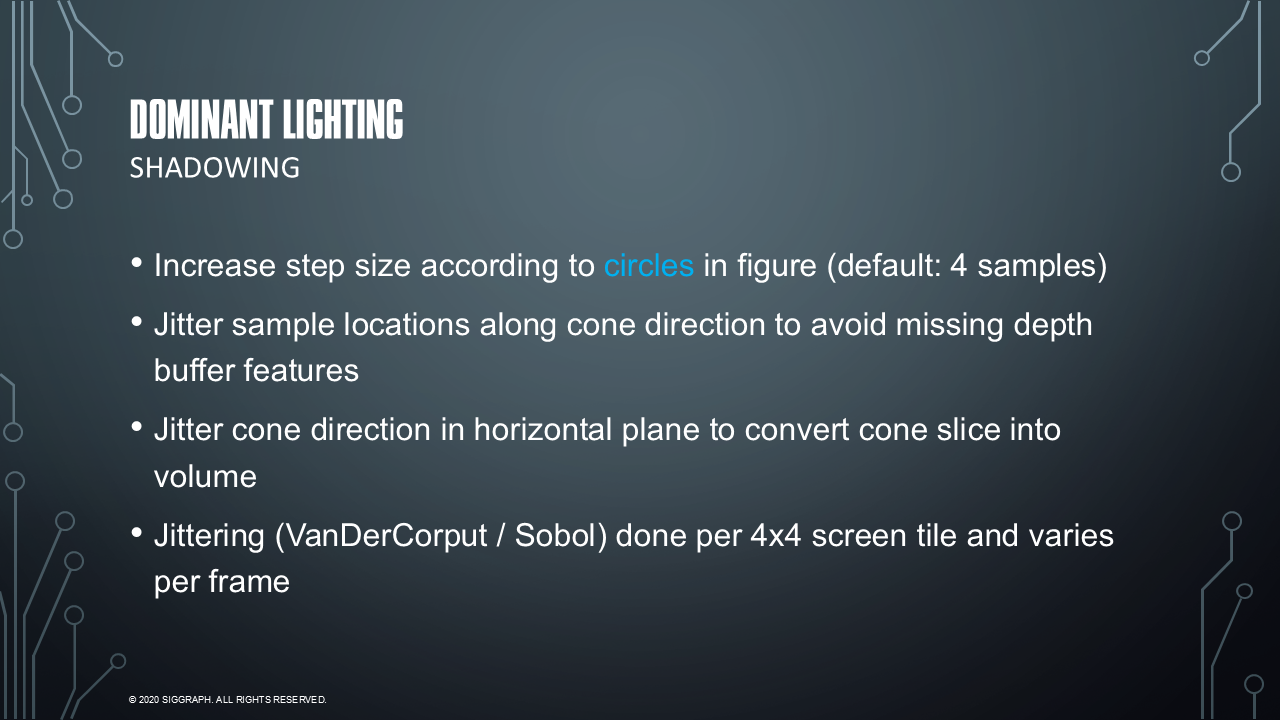 DOMINANT LIGHTING
SHADOWING
• Increase step size according to circles in figure (default: 4 samples)
• Jitter sample locations along cone direction to avoid missing depth
buffer features
• Jitter cone direction in horizontal plane to convert cone slice into
volume
• Jittering (VanDerCorput / Sobol) done per 4x4 screen tile and varies
per frame
© 2020 SIGGRAPH. ALL RIGHTS RESERVED.